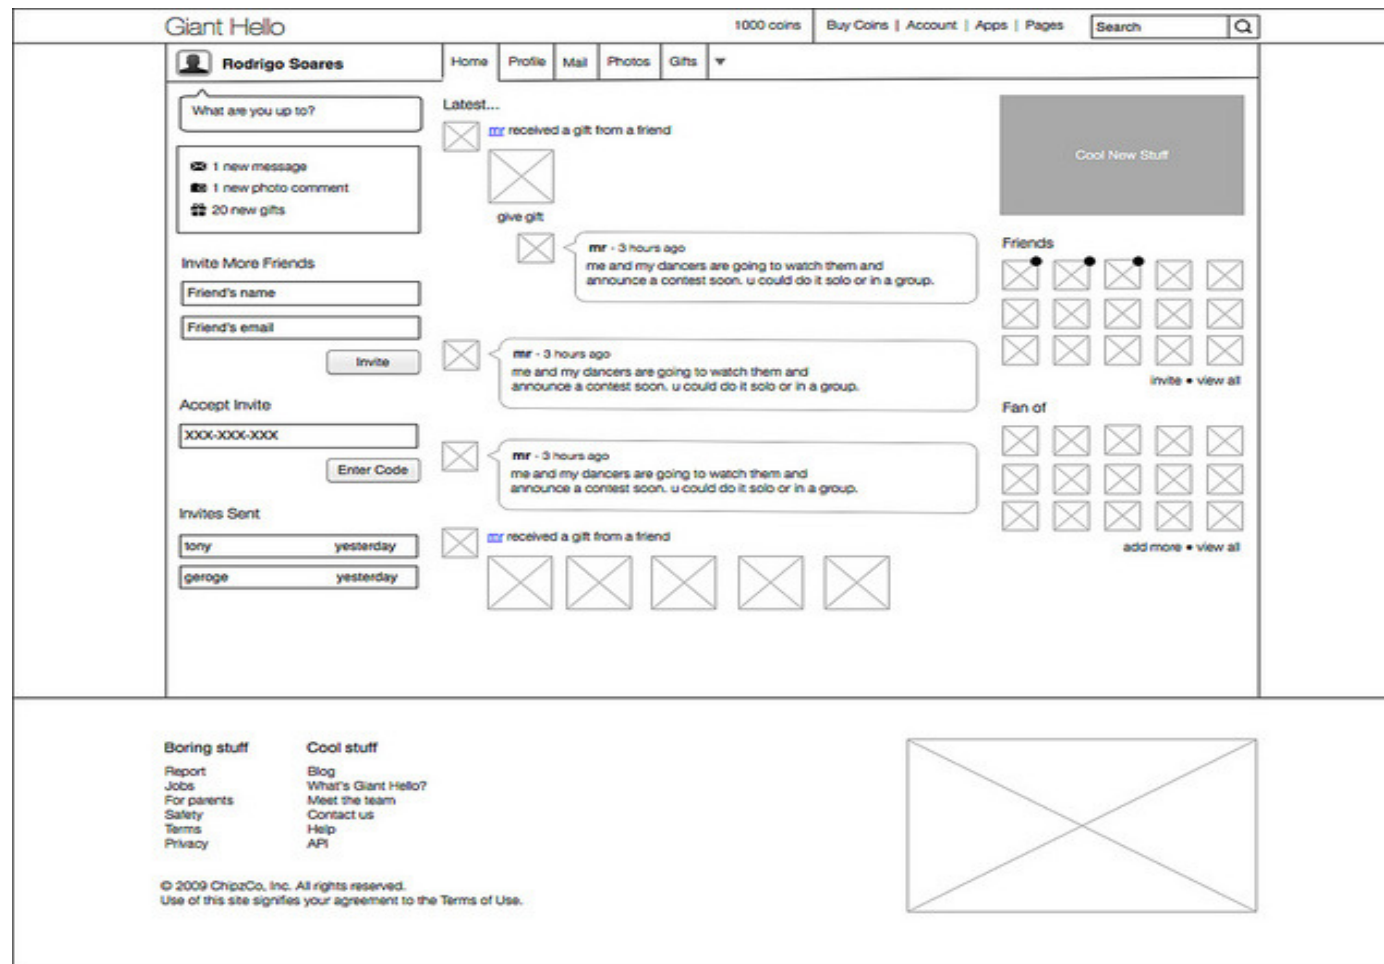 Giant Hello
1000 coins
Buy Coins | Account | Apps | Pages
Search
Rodrigo Soares
Home
Profile
Mail
Photos
Gifts
What are you up to?
1 new message
1 new photo comment
20 new gifts
Invite More Friends
Friend's name
Friend's email
Invite
Accept Invite
XXX-XXX-XXX
Enter Code
Invites Sent
tony yesterday
geroge yesterday
Latest...
mr received a gift from a friend
give gift
mr - 3 hours ago
me and my dancers are going to watch them and
announce a contest soon. u could do it solo or in a group.
mr - 3 hours ago
me and my dancers are going to watch them and
announce a contest soon. u could do it solo or in a group.
mr - 3 hours ago
me and my dancers are going to watch them and
announce a contest soon. u could do it solo or in a group.
mr received a gift from a friend
Cool New Stuff
Friends
invite • view all
Fan of
add more • view all
Boring stuff
Report
Jobs
For parents
Safety
Terms
Privacy
Cool stuff
Blog
What's Giant Hello?
Meet the team
Contact us
Help
API
© 2009 ChipzCo, Inc. All rights reserved.
Use of this site signifies your agreement to the Terms of Use.